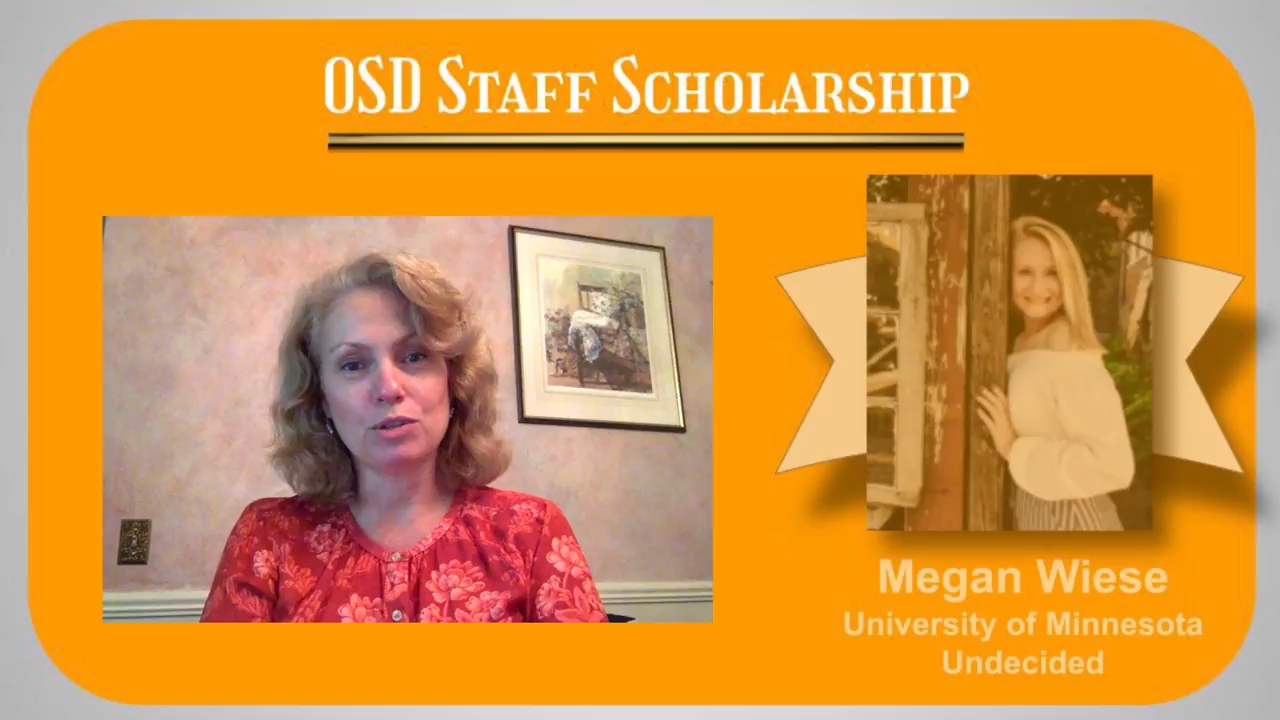 OSD Staff Scholarship
Megan Wiese
University of Minnesota
Undecided